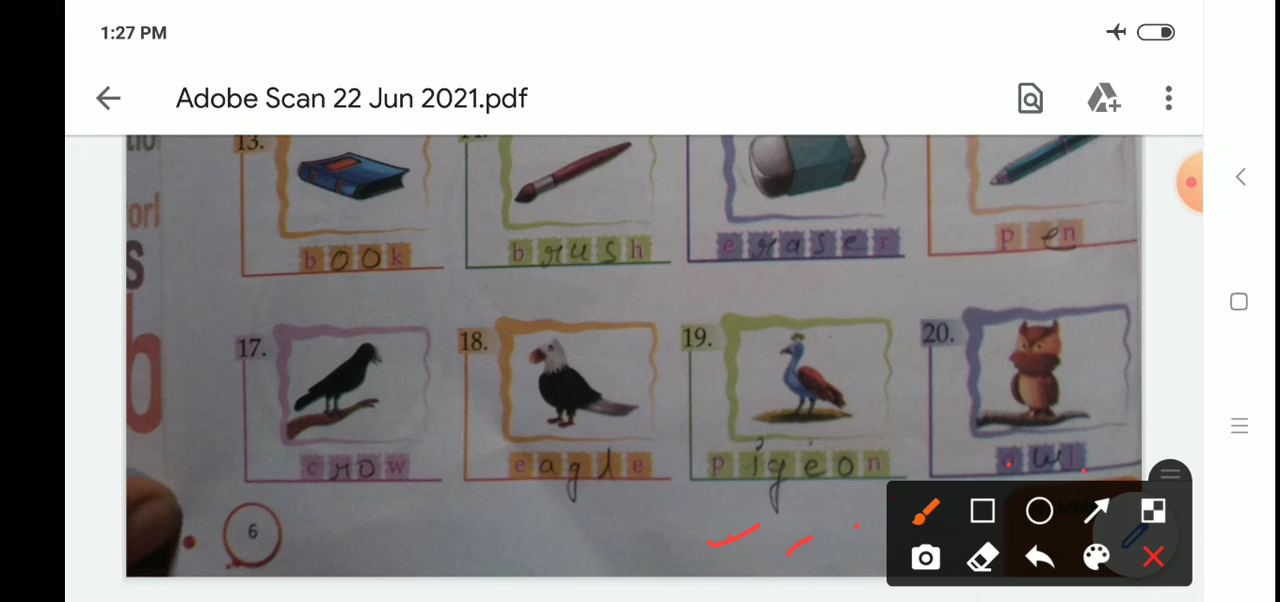 1:27 PM
Adobe Scan 22 Jun 2021.pdf
13.
book
brush
eraser
pen
17.
18.
19.
20.
crow
eagle
pigeon
owl
6